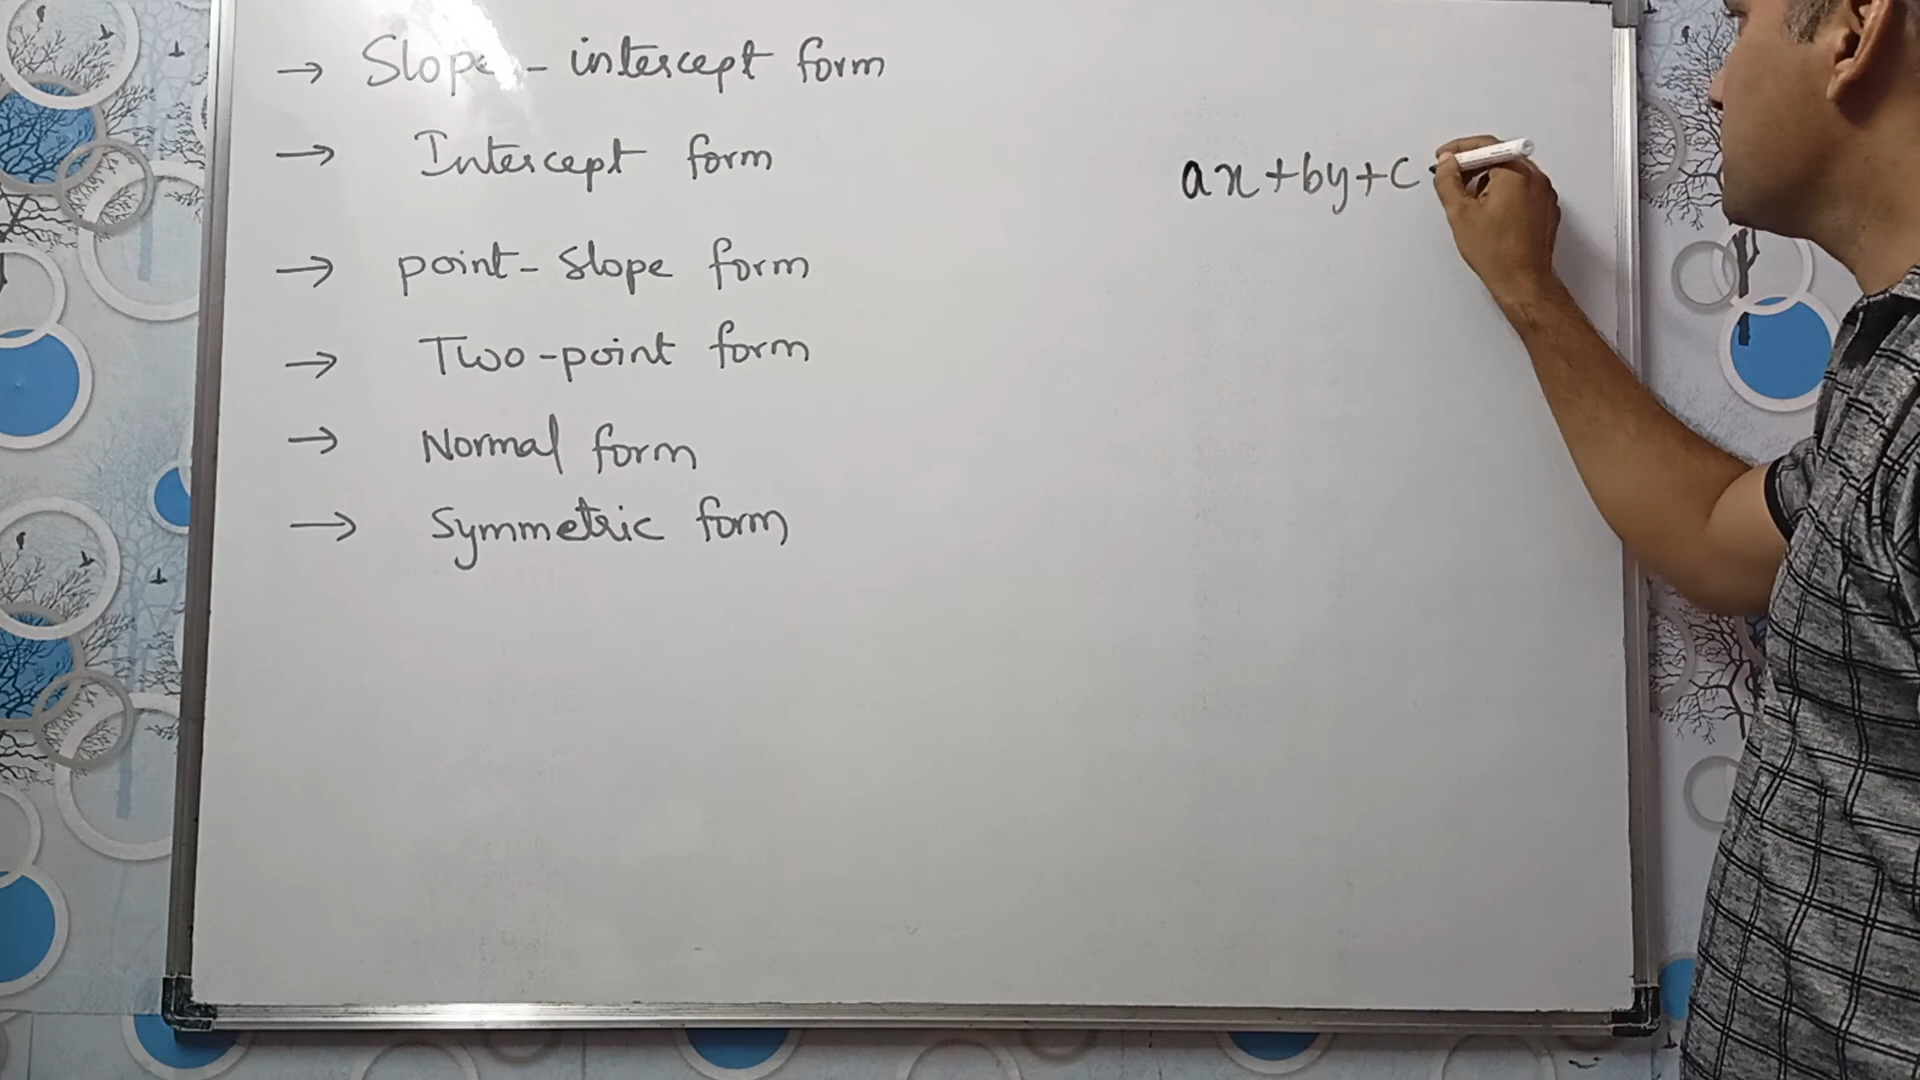 → Slope - intercept form
→ Intercept form
ax+by+c
→ point - slope form
→ Two-point form
→ Normal form
→ Symmetric form